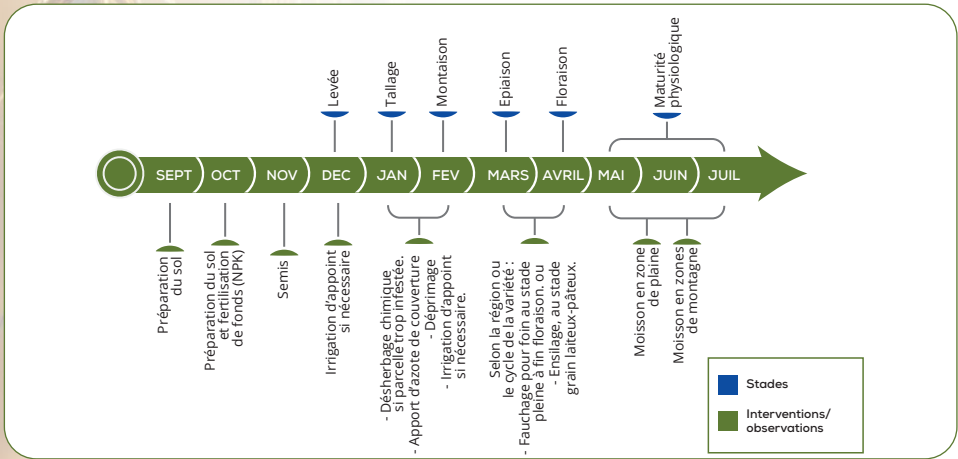 Levée
Tallage
Montaison
Epiaison
Floraison
Maturité
physiologique
SEPT
OCT
NOV
DEC
JAN
FEV
MARS
AVRIL
MAI
JUIN
JUIL
Préparation
du sol
Préparation du sol
et fertilisation
de fonds (NPK)
Semis
Irrigation d'appoint
si nécessaire
- Désherbage chimique
si parcelle trop infestée.
- Apport d'azote de couverture
- Déprimage
- Irrigation d'appoint
si nécessaire.
Selon la région ou
le cycle de la variété :
- Fauchage pour foin au stade
pleine à fin floraison. ou
- Ensilage, au stade
grain laiteux-pâteux.
Moisson en zone
de plaine
Moisson en zones
de montagne
Stades
Interventions/
observations